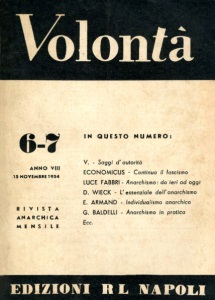 Volontà
6-7
ANNO VIII
15 NOVEMBRE 1954
RIVISTA
ANARCHICA
MENSILE
IN QUESTO NUMERO:
V. - Saggi d'autorità
ECONOMICUS - Continua il fascismo
LUCE FABBRI - Anarchismo: da ieri ad oggi
D. WIECK - L'essenziale dell'anarchismo
E. ARMAND - Individualismo anarchico
G. BALDELLI - Anarchismo in pratica
Ecc.
EDIZIONI RL NAPOLI